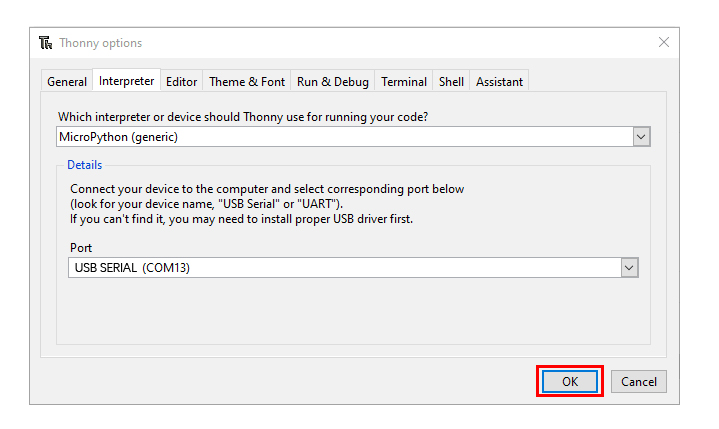 Thonny options
General Interpreter Editor Theme & Font Run & Debug Terminal Shell Assistant
Which interpreter or device should Thonny use for running your code?
MicroPython (generic)
Details
Connect your device to the computer and select corresponding port below
(look for your device name, "USB Serial" or "UART").
If you can't find it, you may need to install proper USB driver first.
Port
USB SERIAL (COM13)
OK Cancel